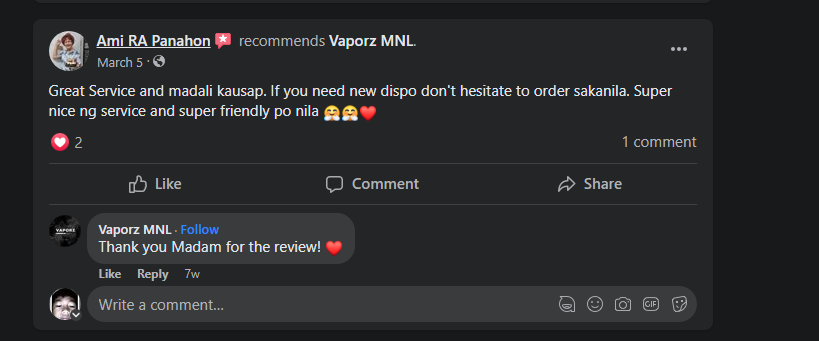 Ami RA Panahon recommends Vaporz MNL.
March 5 ·
Great Service and madali kausap. If you need new dispo don't hesitate to order sakanila. Super
nice ng service and super friendly po nila 🤗🤗❤️
2 1 comment
Like Comment Share
VAPORZ
Vaporz MNL · Follow
Thank you Madam for the review! ❤️
Like Reply 7w
Write a comment...
GIF